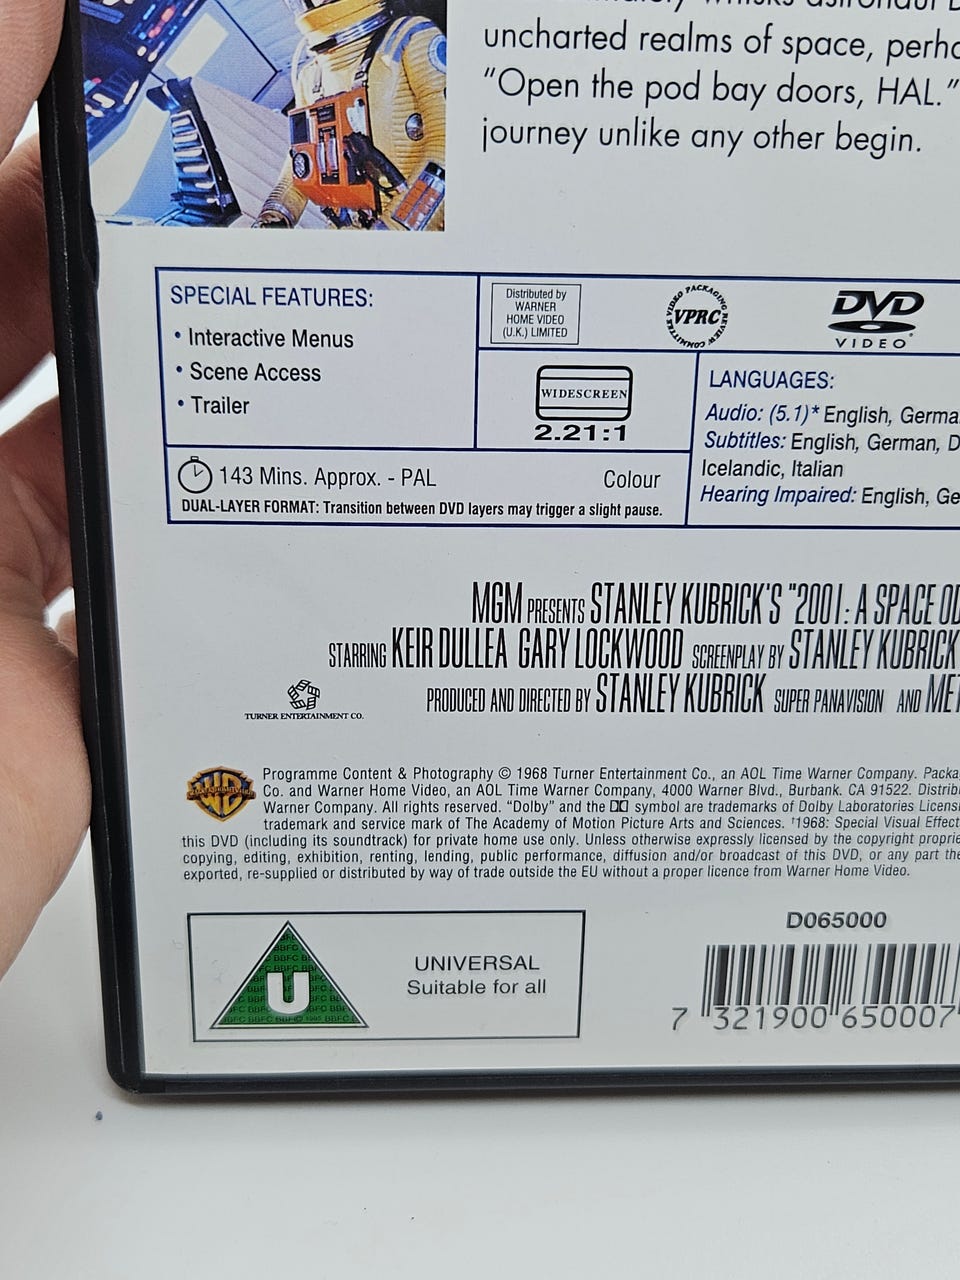 uncharted realms of space,
"Open the pod bay doors, HAL."
journey unlike any other begin.
SPECIAL FEATURES:
• Interactive Menus
• Scene Access
• Trailer
Distributed by
WARNER
HOME VIDEO
(U.K.) LIMITED
VIDEO PACKAGING REVIEW COMMITTEE
VPRC
DVD
VIDEO
WIDESCREEN
2.21:1
LANGUAGES:
Audio: (5.1)* English,
Subtitles: English, German, D
Icelandic, Italian
Hearing Impaired: English, Ge
143 Mins. Approx. - PAL Colour
DUAL-LAYER FORMAT: Transition between DVD layers may trigger a slight pause.
MGM PRESENTS STANLEY KUBRICK'S "2001: A SPACE OD
STARRING KEIR DULLEA GARY LOCKWOOD SCREENPLAY BY STANLEY KUBRICK
PRODUCED AND DIRECTED BY STANLEY KUBRICK SUPER PANAVISION AND MET
TURNER ENTERTAINMENT CO.
WB
Programme Content & Photography © 1968 Turner Entertainment Co., an AOL Time Warner Company. Packa
Co. and Warner Home Video, an AOL Time Warner Company, 4000 Warner Blvd., Burbank. CA 91522. Distrib
Warner Company. All rights reserved. "Dolby" and the symbol are trademarks of Dolby Laboratories Licens
trademark and service mark of The Academy of Motion Picture Arts and Sciences. †1968: Special Visual Effect
this DVD (including its soundtrack) for private home use only. Unless otherwise expressly licensed by the copyright proprie
copying, editing, exhibition, renting, lending, public performance, diffusion and/or broadcast of this DVD, or any part the
exported, re-supplied or distributed by way of trade outside the EU without a proper licence from Warner Home Video.
U
UNIVERSAL
Suitable for all
D065000
7 321900 650007